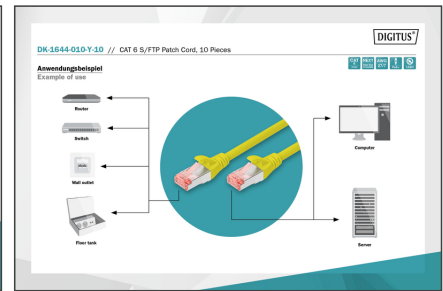 DIGITUS®
DK-1644-010-Y-10 // CAT 6 S/FTP Patch Cord, 10 Pieces
Anwendungsbeispiel
Example of use
Router
Switch
Wall outlet
Floor tank
Computer
Server